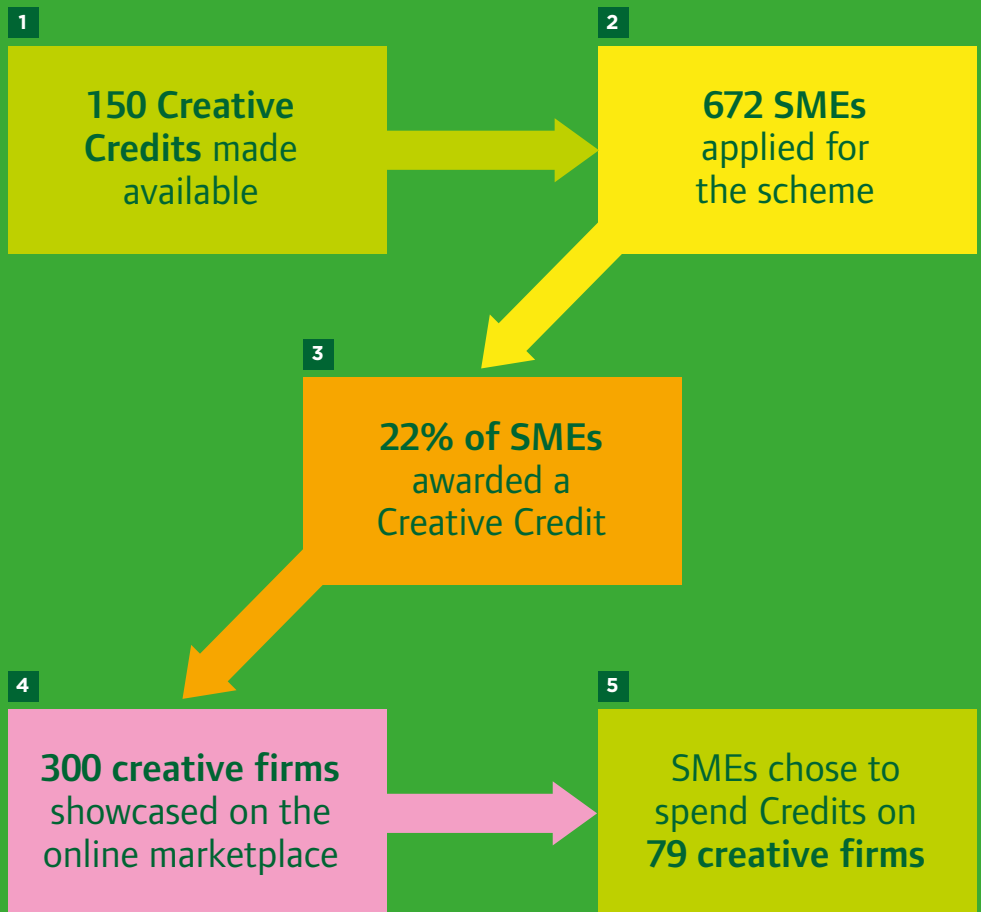 1
150 Creative
Credits made
available
2
672 SMEs
applied for
the scheme
3
22% of SMEs
awarded a
Creative Credit
4
300 creative firms
showcased on the
online marketplace
5
SMEs chose to
spend Credits on
79 creative firms